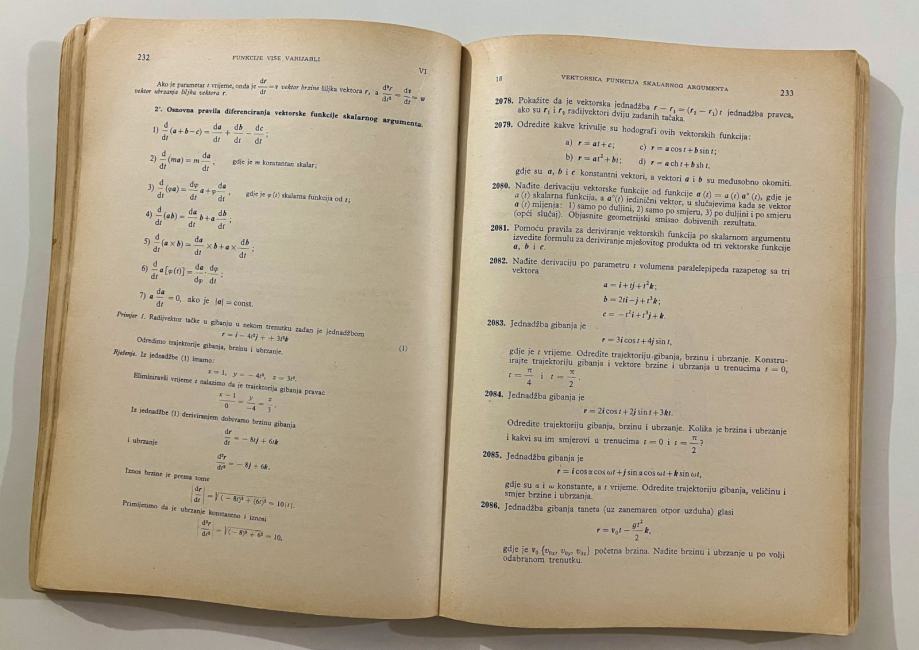 232
FUNKCIJE VIŠE VARIJABLI
VI
Ako je parametar t vrijeme, onda je dr/dt = v vektor brzine šiljka vektora r, a d²r/dt² = dv/dt = w
vektor ubrzanja šiljka vektora r.
2°. Osnovna pravila diferenciranja vektorske funkcije skalarnog argumenta.
1) d/dt (a+b−c) = da/dt + db/dt − dc/dt;
2) d/dt (ma) = m da/dt, gdje je m konstantan skalar;
3) d/dt (φa) = dφ/dt a + φ da/dt, gdje je φ(t) skalarna funkcija od t;
4) d/dt (ab) = da/dt b + a db/dt;
5) d/dt (a × b) = da/dt × b + a × db/dt;
6) d/dt a [φ(t)] = da/dφ · dφ/dt;
7) a da/dt = 0, ako je |a| = const.
Primjer 1. Radijvektor tačke u gibanju u nekom trenutku zadan je jednadžbom
r = i − 4t²j + + 3t²k (1)
Odredimo trajektorije gibanja, brzinu i ubrzanje.
Rješenje. Iz jednadžbe (1) imamo:
x = 1, y = − 4t², z = 3t².
Eliminiravši vrijeme t nalazimo da je trajektorija gibanja pravac
x − 1/0 = y/−4 = z/3.
Iz jednadžbe (1) deriviranjem dobivamo brzinu gibanja
dr/dt = − 8tj + 6tk
i ubrzanje
d²r/dt² = − 8j + 6k.
Iznos brzine je prema tome
|dr/dt| = √(− 8t)² + (6t)² = 10|t|.
Primijenimo da je ubrzanje konstantno i iznosi
|d²r/dt²| = √(− 8)² + 6² = 10.
18
VEKTORSKA FUNKCIJA SKALARNOG ARGUMENTA
233
2078. Pokažite da je vektorska jednadžba r − r₁ = (r₂ − r₁) t jednadžba pravca,
ako su r₁ i r₂ radijvektori dviju zadanih tačaka.
2079. Odredite kakve krivulje su hodografi ovih vektorskih funkcija:
a) r = at + c; c) r = a cos t + b sin t;
b) r = at² + bt; d) r = a ch t + b sh t,
gdje su a, b i c konstantni vektori, a vektori a i b su međusobno okomiti.
2080. Nađite derivaciju vektorske funkcije od funkcije a (t) = a (t) a° (t), gdje je
a (t) skalarna funkcija, a a°(t) jedinični vektor, u slučajevima kada se vektor
a (t) mijenja: 1) samo po duljini, 2) samo po smjeru, 3) po duljini i po smjeru
(opći slučaj). Objasnite geometrijski smisao dobivenih rezultata.
2081. Pomoću pravila za deriviranje vektorskih funkcija po skalarnom argumentu
izvedite formulu za deriviranje mješovitog produkta od tri vektorske funkcije
a, b i c.
2082. Nađite derivaciju po parametru t volumena paralelepipeda razapetog sa tri
vektora
a = i + tj + t²k;
b = 2ti − j + t³k;
c = − t²i + t³j + k.
2083. Jednadžba gibanja je
r = 3i cos t + 4j sin t,
gdje je t vrijeme. Odredite trajektoriju gibanja, brzinu i ubrzanje. Konstru-
irajte trajektoriju gibanja i vektore brzine i ubrzanja u trenucima t = 0,
t = π/4 i t = π/2.
2084. Jednadžba gibanja je
r = 2i cos t + 2j sin t + 3kt.
Odredite trajektoriju gibanja, brzinu i ubrzanje. Kolika je brzina i ubrzanje
i kakvi su im smjerovi u trenucima t = 0 i t = π/2?
2085. Jednadžba gibanja je
r = i cos α cos ωt + j sin α cos ωt + k sin ωt,
gdje su α i ω konstante, a t vrijeme. Odredite trajektoriju gibanja, veličinu i
smjer brzine i ubrzanja.
2086. Jednadžba gibanja taneta (uz zanemaren otpor uzduha) glasi
r = v₀t − gt²/2 k,
gdje je v₀ {v₀ₓ, v₀ᵧ, v₀z} početna brzina. Nađite brzinu i ubrzanje u po volji
odabranom trenutku.